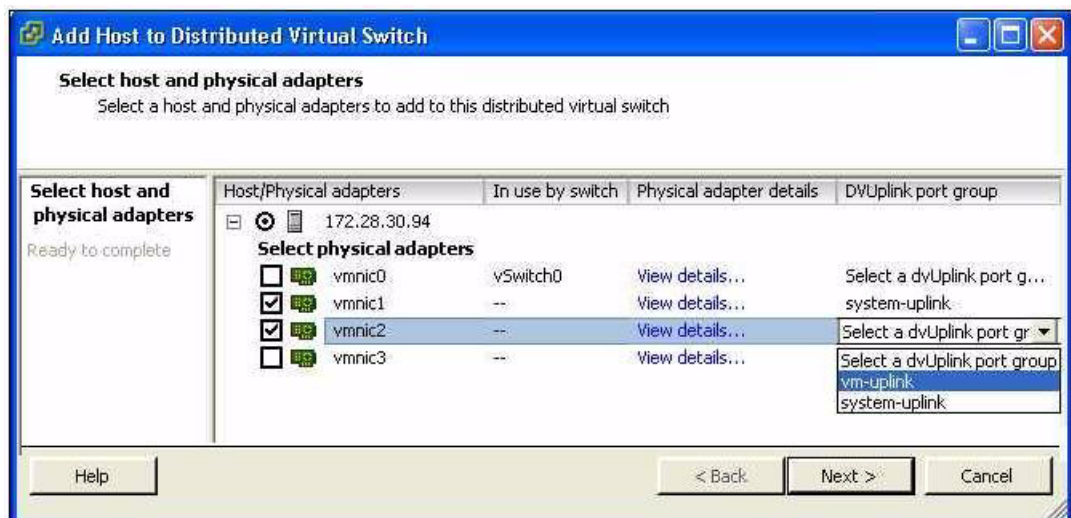 Add Host to Distributed Virtual Switch
Select host and physical adapters
Select a host and physical adapters to add to this distributed virtual switch
Select host and
physical adapters
Ready to complete
Host/Physical adapters In use by switch Physical adapter details DVUplink port group
172.28.30.94
Select physical adapters
vmnic0 vSwitch0 View details... Select a dvUplink port g...
vmnic1 -- View details... system-uplink
vmnic2 -- View details... Select a dvUplink port gr
vmnic3 -- View details... Select a dvUplink port group
vm-uplink
system-uplink
Help < Back Next > Cancel